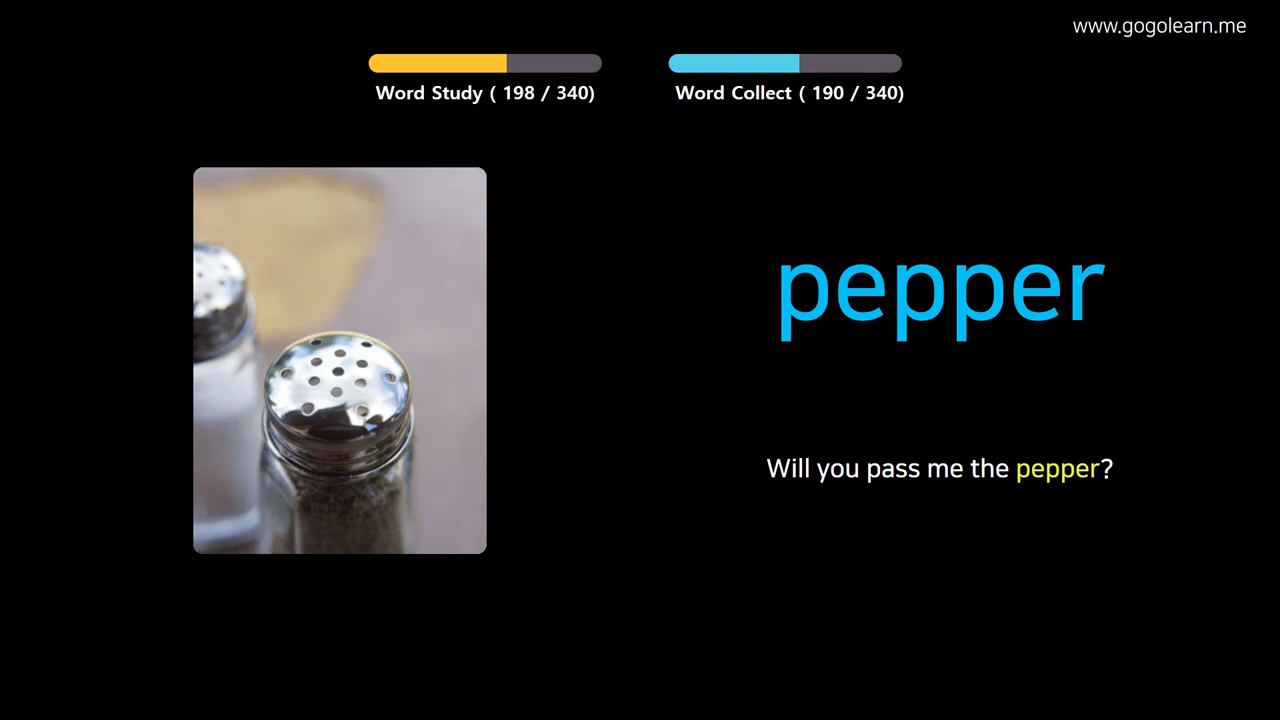 www.gogolearn.me
Word Study ( 198 / 340)
Word Collect ( 190 / 340)
pepper
Will you pass me the pepper?